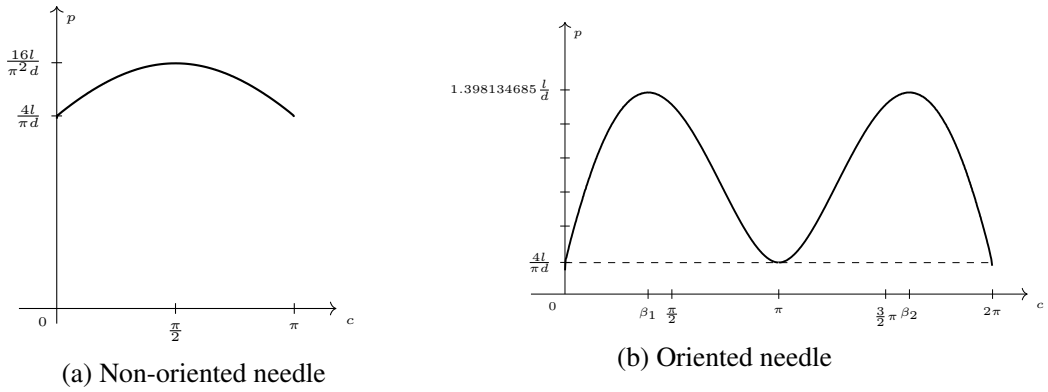 p
16l
π²d
4l
πd
0
π
2
π
c
(a) Non-oriented needle
p
1.398134685 l
d
4l
πd
0
β₁ π
2
π
3
2
π β₂
2π
c
(b) Oriented needle